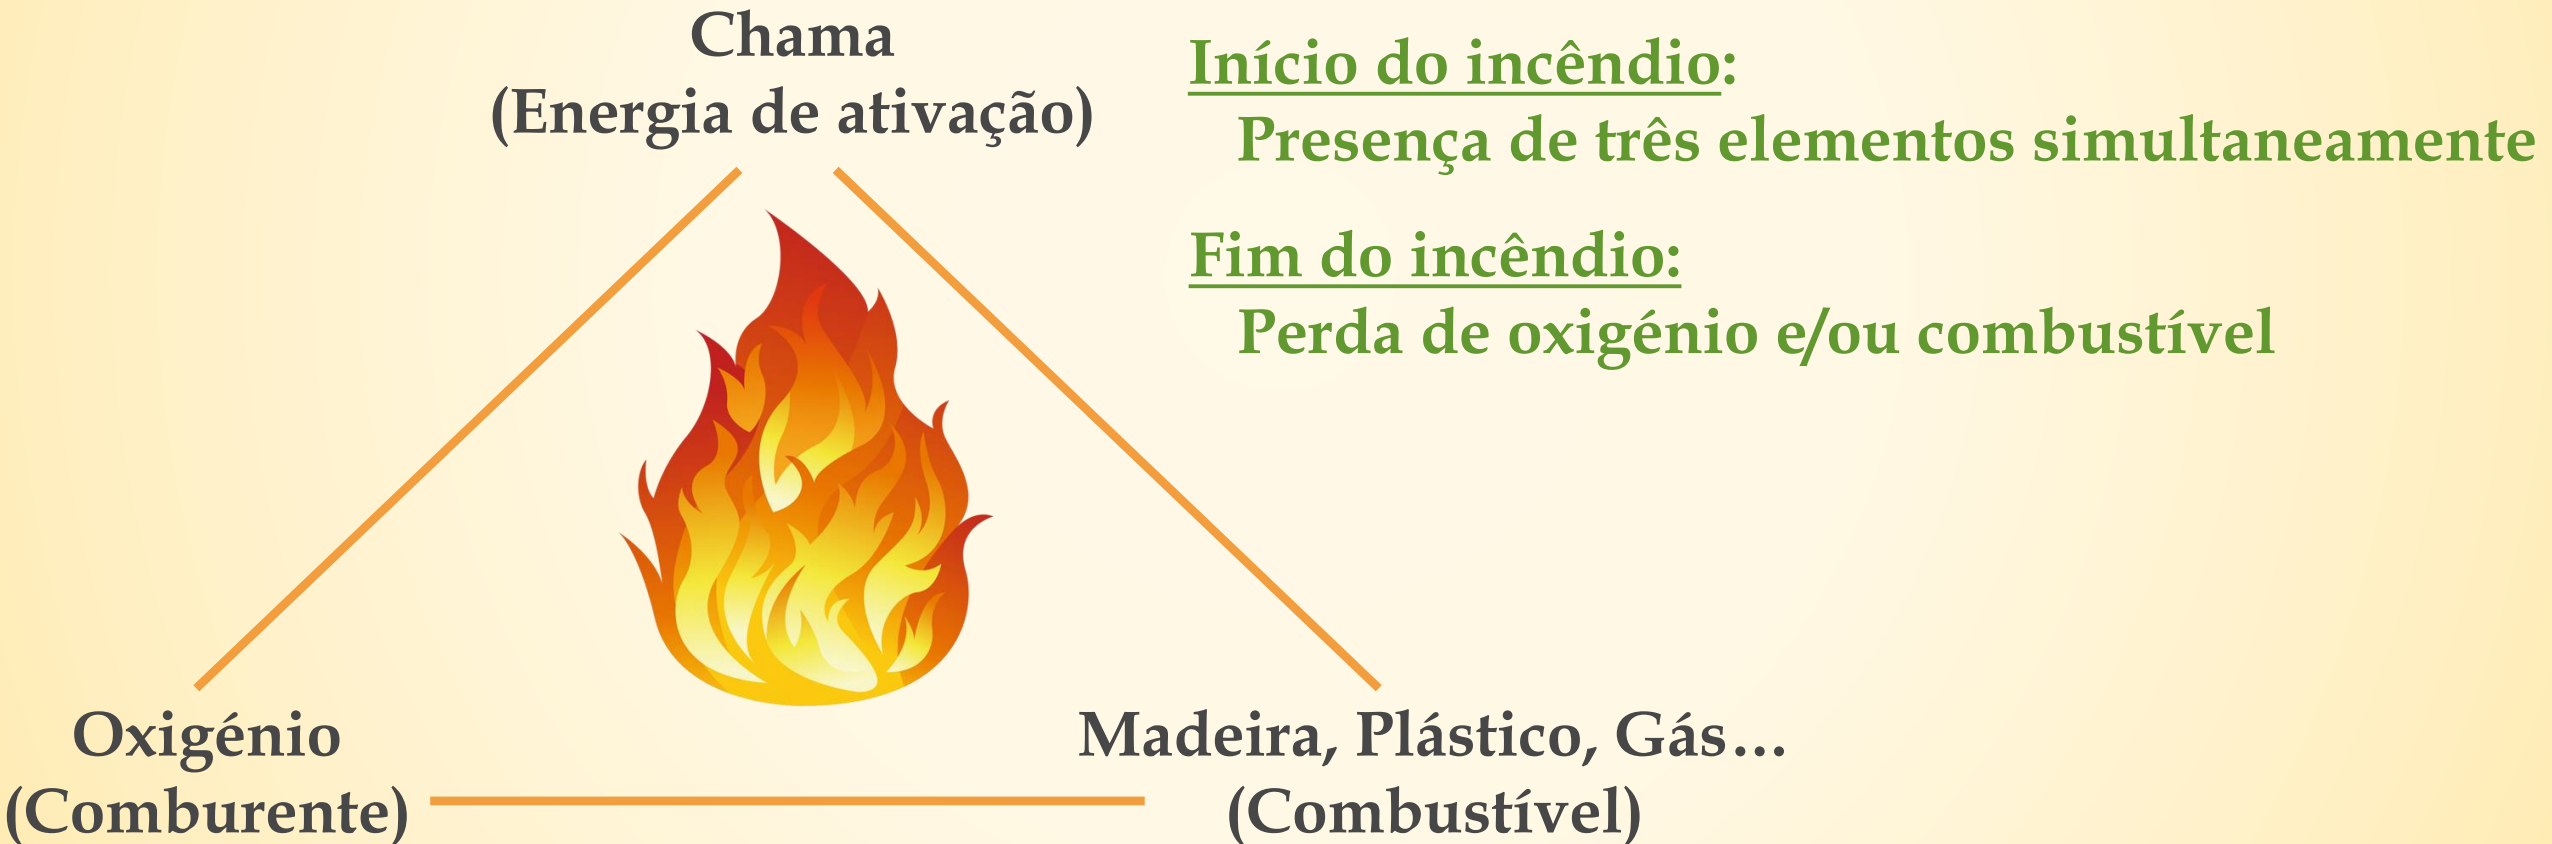 Chama
(Energia de ativação)
Início do incêndio:
Presença de três elementos simultaneamente
Fim do incêndio:
Perda de oxigénio e/ou combustível
Oxigénio
(Comburente)
Madeira, Plástico, Gás…
(Combustível)